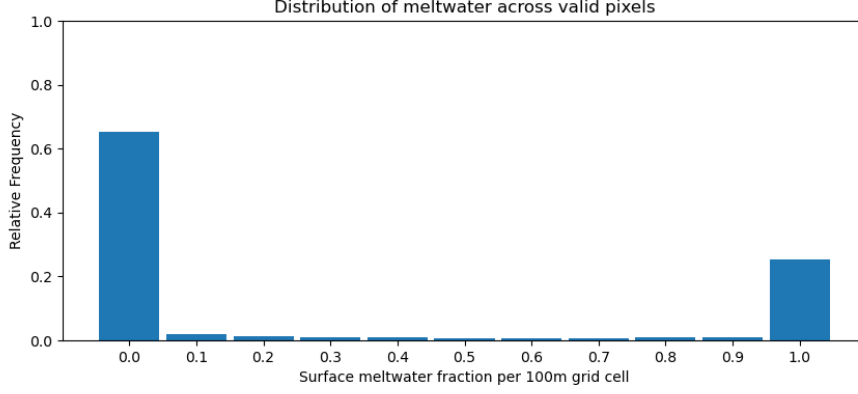 Distribution of meltwater across valid pixels
1.0
0.8
0.6
0.4
0.2
0.0
Relative Frequency
0.0 0.1 0.2 0.3 0.4 0.5 0.6 0.7 0.8 0.9 1.0
Surface meltwater fraction per 100m grid cell